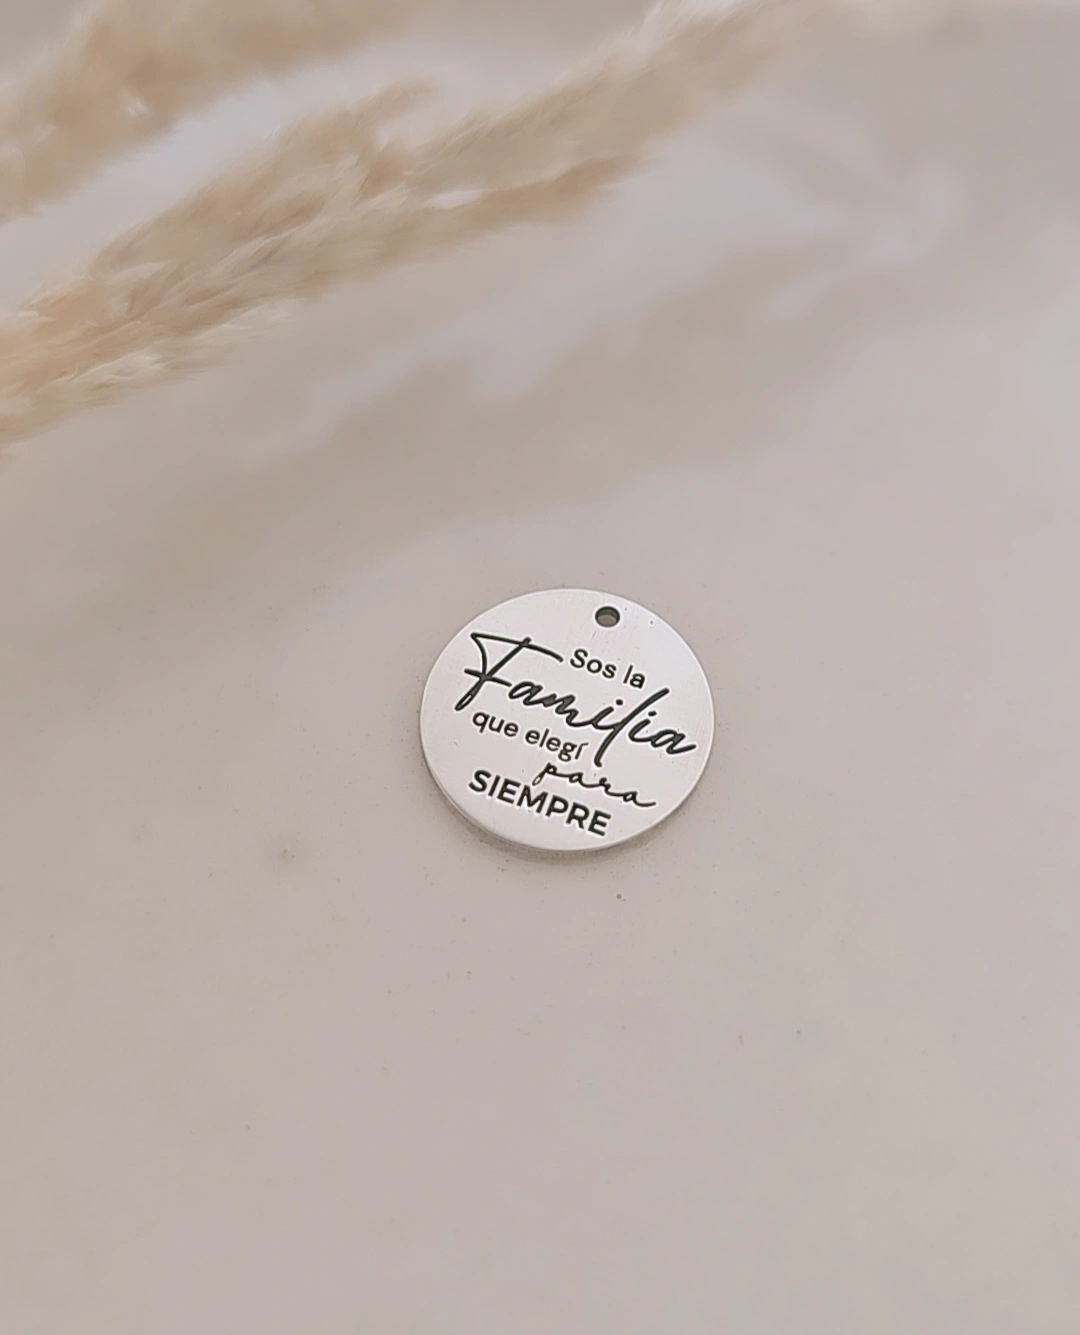 Sos la
Familia
que elegí
para
SIEMPRE